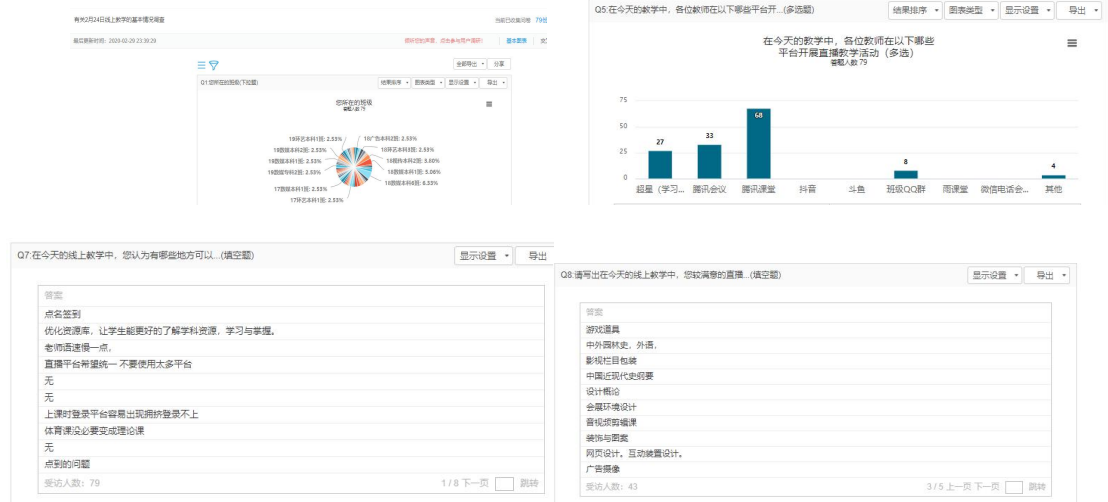 有关2月24日线上教学的基本情况调查
当前已收集问卷 79份
最后更新时间: 2020-02-29 23:39:29
基本图表
全部导出
分享
Q1:您所在的班级(下拉题)
结果排序
图表类型
显示设置
导出
您所在的班级
答题人数 79
19环艺本科1班: 2.53%
18广告本科2班: 2.53%
19数媒本科2班: 2.53%
18环艺本科3班: 2.53%
19数媒本科1班: 2.53%
19数媒专科2班: 2.53%
18数媒本科1班: 5.06%
17数媒本科1班: 2.53%
18数媒本科6班: 6.33%
17环艺本科1班: 2.53%
Q5:在今天的教学中，各位教师在以下哪些平台开...(多选题)
结果排序
图表类型
显示设置
导出
在今天的教学中，各位教师在以下哪些
平台开展直播教学活动（多选）
答题人数 79
75
50
25
0
27
33
68
8
4
超星（学习...
腾讯会议
腾讯课堂
抖音
斗鱼
班级QQ群
雨课堂
微信电话会...
其他
Q7:在今天的线上教学中，您认为有哪些地方可以...(填空题)
显示设置
导出
答案
点名签到
优化资源库，让学生能更好的了解学科资源，学习与掌握。
老师语速慢一点，
直播平台希望统一 不要使用太多平台
无
无
上课时登录平台容易出现拥挤登录不上
体育课没必要变成理论课
无
点到的问题
受访人数：79
1 / 8 下一页
跳转
Q8:请写出在今天的线上教学中，您较满意的直播...(填空题)
显示设置
导出
答案
游戏道具
中外园林史，外语，
影视栏目包装
中国近现代史纲要
设计概论
会展环境设计
音视频剪辑课
装饰与图案
网页设计。互动装置设计。
广告摄像
受访人数：43
3 / 5 上一页 下一页
跳转